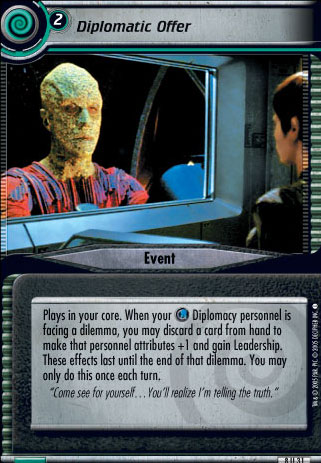 2 Diplomatic Offer
Event
Plays in your core. When your Diplomacy personnel is
facing a dilemma, you may discard a card from hand to
make that personnel attributes +1 and gain Leadership.
These effects last until the end of that dilemma. You may
only do this once each turn.
“Come see for yourself…You'll realize I'm telling the truth.”
8 U 31